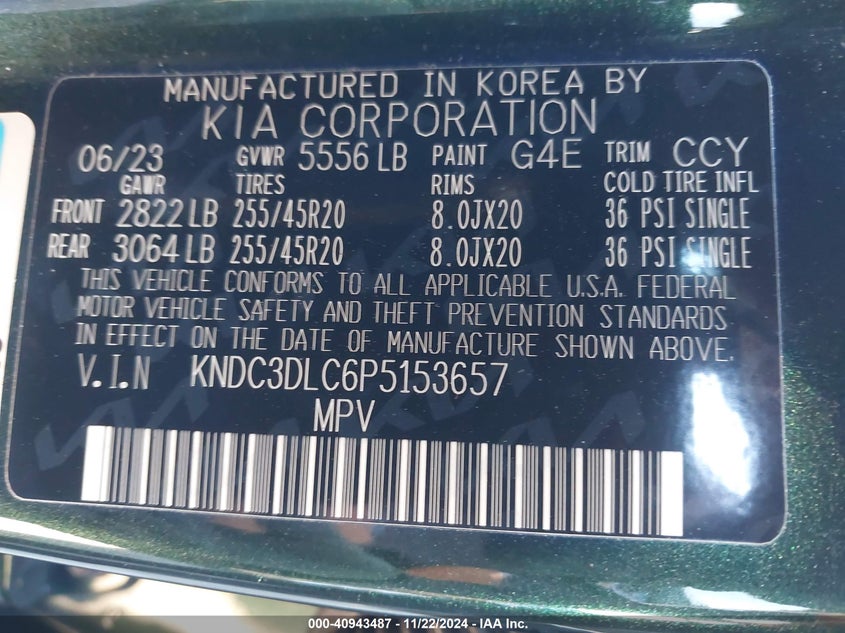 MANUFACTURED IN KOREA BY
KIA CORPORATION
06/23 GVWR 5556 LB PAINT G4E TRIM CCY
GAWR TIRES RIMS COLD TIRE INFL
FRONT 2822 LB 255/45R20 8.0JX20 36 PSI SINGLE
REAR 3064 LB 255/45R20 8.0JX20 36 PSI SINGLE
THIS VEHICLE CONFORMS TO ALL APPLICABLE U.S.A. FEDERAL
MOTOR VEHICLE SAFETY AND THEFT PREVENTION STANDARDS
IN EFFECT ON THE DATE OF MANUFACTURE SHOWN ABOVE.
V.I.N KNDC3DLC6P5153657
MPV
000-40943487 - 11/22/2024 - IAA Inc.